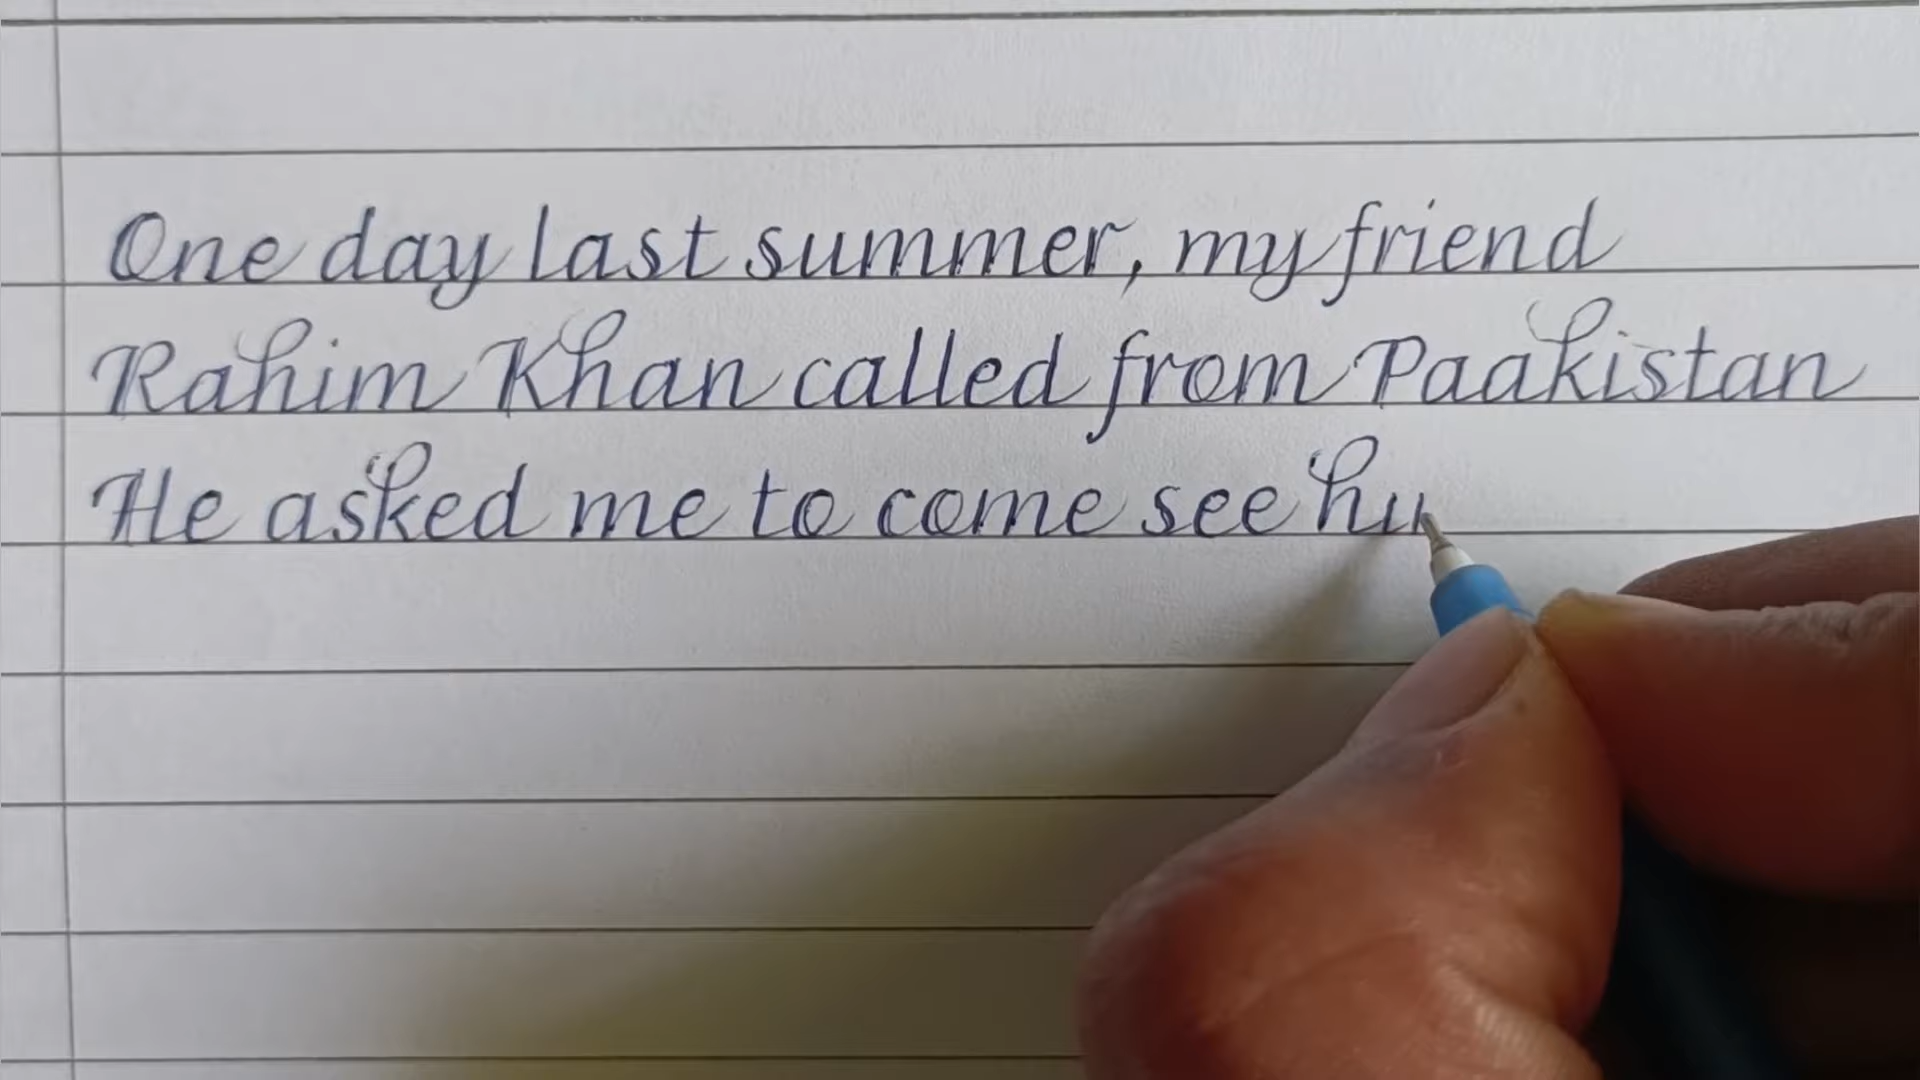 One day last summer, my friend
Rahim Khan called from Paakistan
He asked me to come see